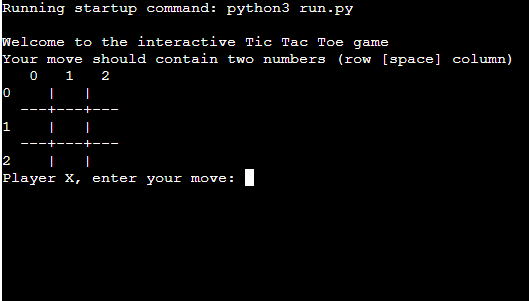 Running startup command: python3 run.py

Welcome to the interactive Tic Tac Toe game
Your move should contain two numbers (row [space] column)
   0   1   2
0    |   |
  ---+---+---
1    |   |
  ---+---+---
2    |   |
Player X, enter your move: